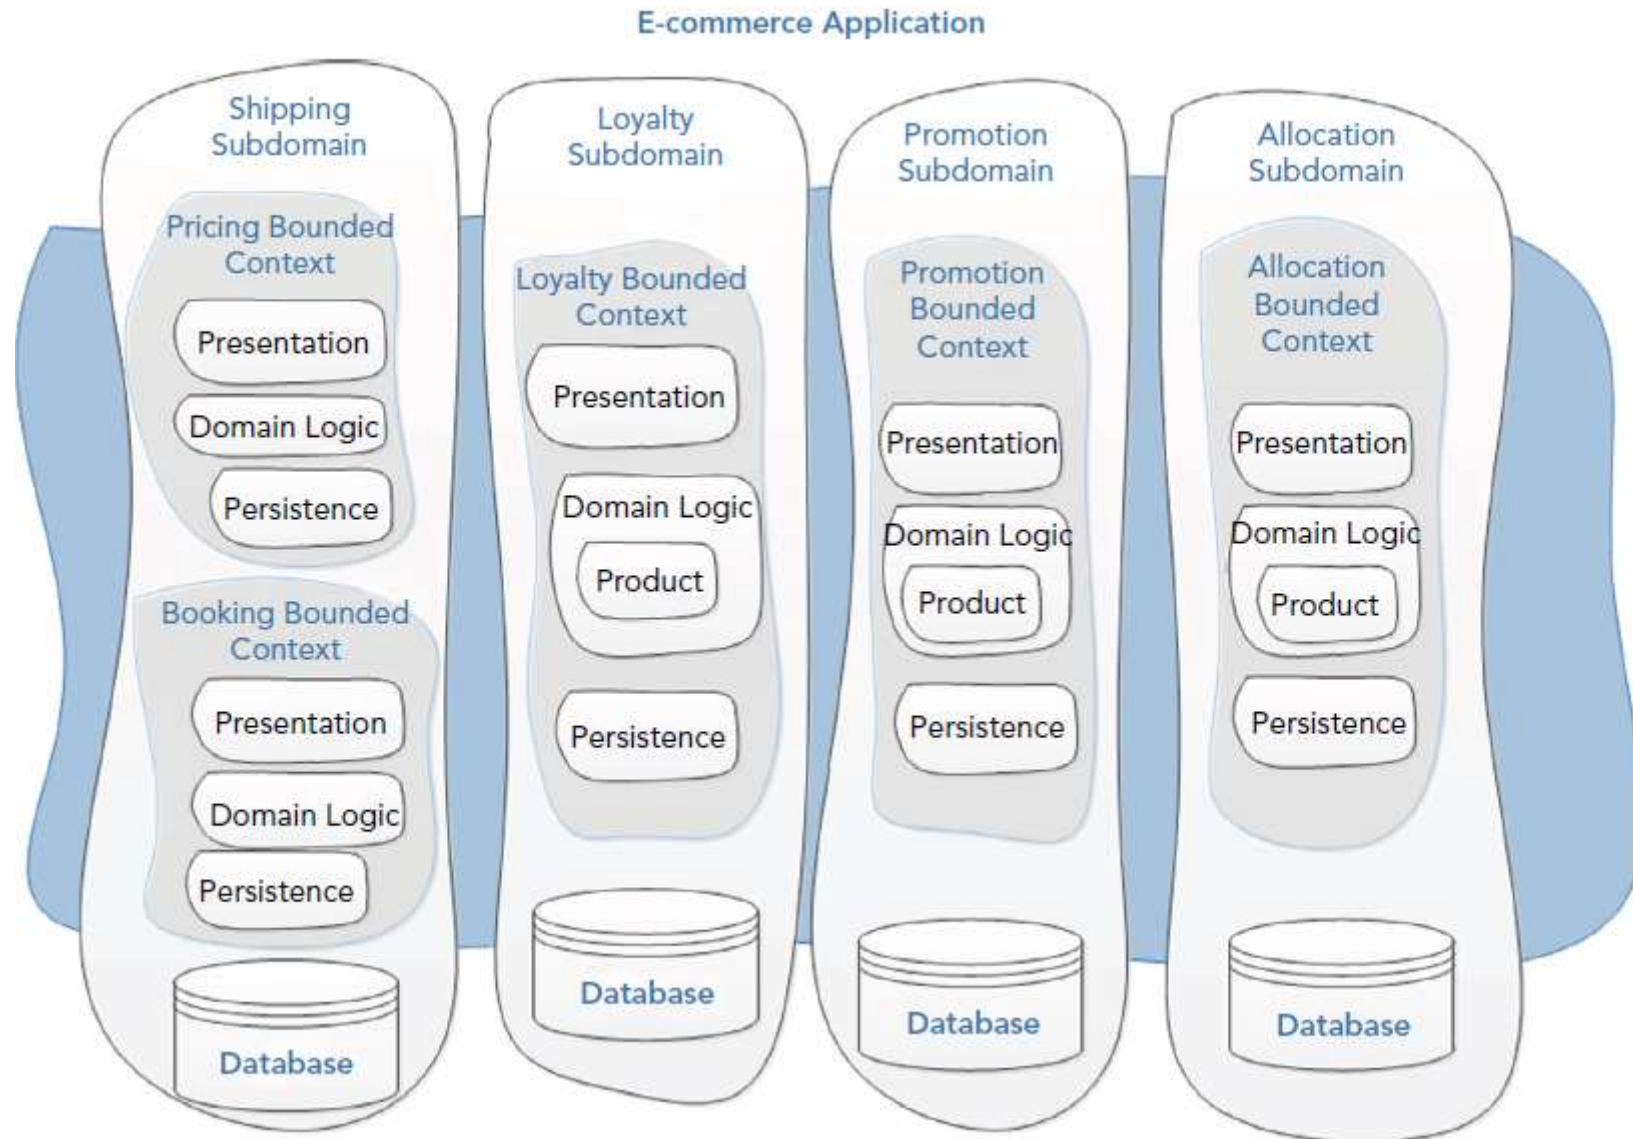 E-commerce Application
Shipping
Subdomain
Pricing Bounded
Context
Presentation
Domain Logic
Persistence
Booking Bounded
Context
Presentation
Domain Logic
Persistence
Database
Loyalty
Subdomain
Loyalty Bounded
Context
Presentation
Domain Logic
Product
Persistence
Database
Promotion
Subdomain
Promotion
Bounded
Context
Presentation
Domain Logic
Product
Persistence
Database
Allocation
Subdomain
Allocation
Bounded
Context
Presentation
Domain Logic
Product
Persistence
Database